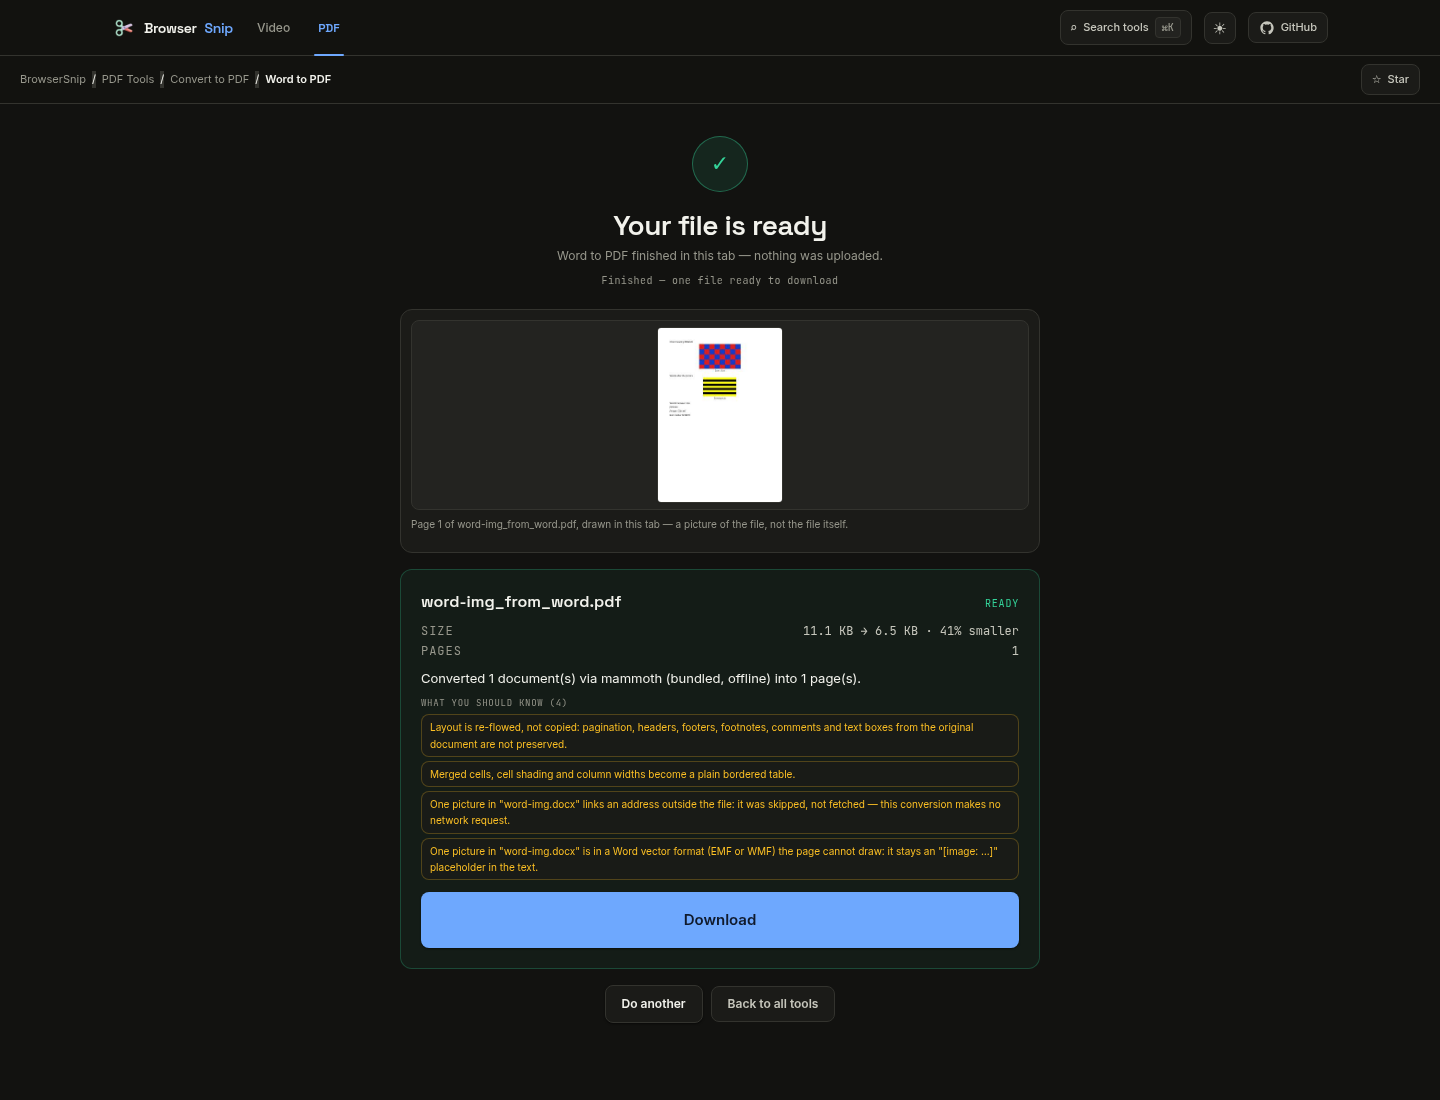 Browser Snip
Video
PDF
Search tools ⌘K
GitHub
BrowserSnip / PDF Tools / Convert to PDF / Word to PDF
☆ Star
✓
Your file is ready
Word to PDF finished in this tab — nothing was uploaded.
Finished — one file ready to download
Page 1 of word-img_from_word.pdf, drawn in this tab — a picture of the file, not the file itself.
word-img_from_word.pdf
READY
SIZE
11.1 KB → 6.5 KB · 41% smaller
PAGES
1
Converted 1 document(s) via mammoth (bundled, offline) into 1 page(s).
WHAT YOU SHOULD KNOW (4)
Layout is re-flowed, not copied: pagination, headers, footers, footnotes, comments and text boxes from the original
document are not preserved.
Merged cells, cell shading and column widths become a plain bordered table.
One picture in "word-img.docx" links an address outside the file: it was skipped, not fetched — this conversion makes no
network request.
One picture in "word-img.docx" is in a Word vector format (EMF or WMF) the page cannot draw: it stays an "[image: …]"
placeholder in the text.
Download
Do another
Back to all tools